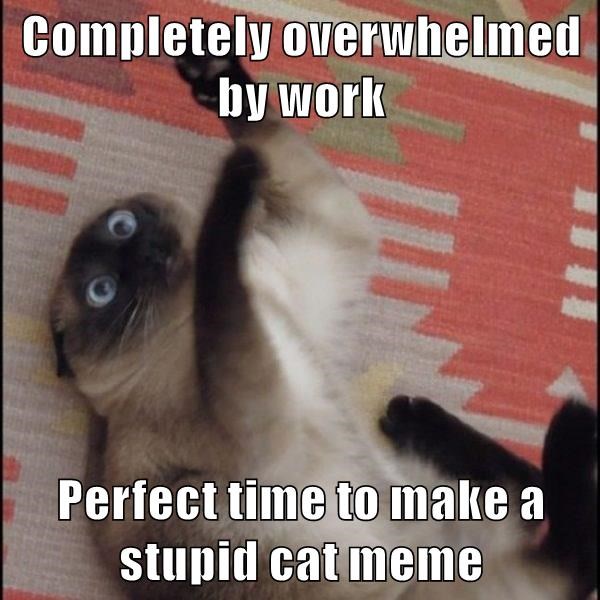 Completely overwhelmed
by work
Perfect time to make a
stupid cat meme